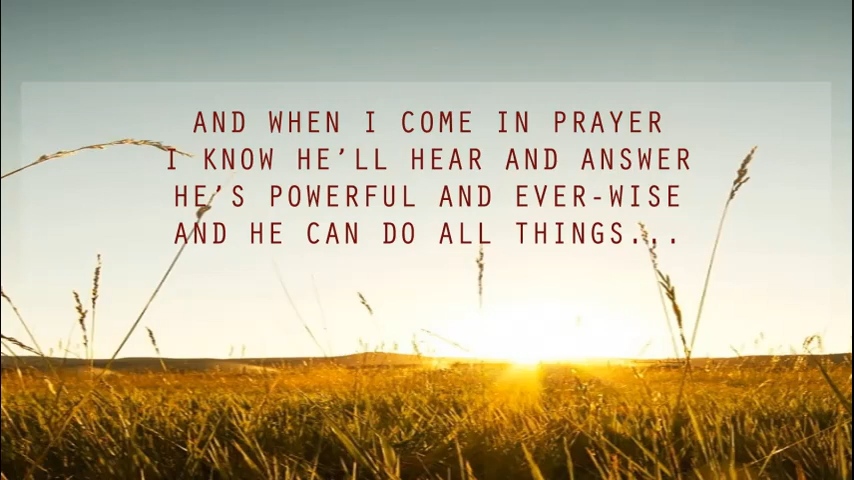 AND WHEN I COME IN PRAYER
I KNOW HE'LL HEAR AND ANSWER
HE'S POWERFUL AND EVER-WISE
AND HE CAN DO ALL THINGS...